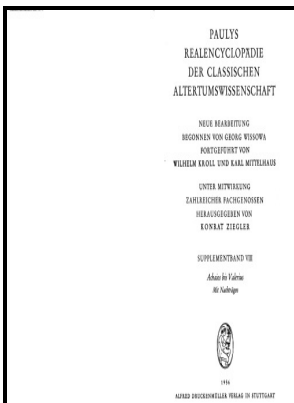 PAULYS
REALENCYCLOPÄDIE
DER CLASSISCHEN
ALTERTUMSWISSENSCHAFT
NEUE BEARBEITUNG
BEGONNEN VON GEORG WISSOWA
FORTGEFÜHRT VON
WILHELM KROLL UND KARL MITTELHAUS
UNTER MITWIRKUNG
ZAHLREICHER FACHGENOSSEN
HERAUSGEGEBEN VON
KONRAT ZIEGLER
SUPPLEMENTBAND VIII
Achaios bis Valerius
Mit Nachträgen
1956
ALFRED DRUCKENMÜLLER VERLAG IN STUTTGART